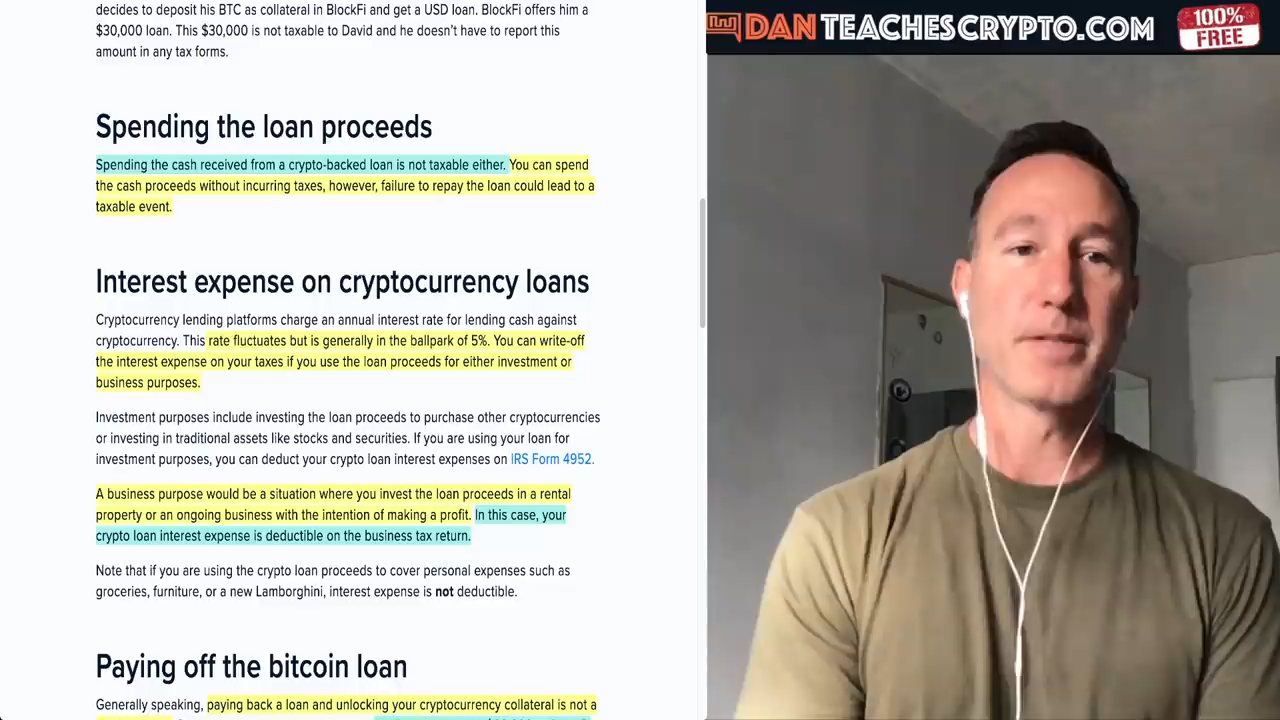 decides to deposit his BTC as collateral in BlockFi and get a USD loan. BlockFi offers him a
$30,000 loan. This $30,000 is not taxable to David and he doesn’t have to report this
amount in any tax forms.
Spending the loan proceeds
Spending the cash received from a crypto-backed loan is not taxable either. You can spend
the cash proceeds without incurring taxes, however, failure to repay the loan could lead to a
taxable event.
Interest expense on cryptocurrency loans
Cryptocurrency lending platforms charge an annual interest rate for lending cash against
cryptocurrency. This rate fluctuates but is generally in the ballpark of 5%. You can write-off
the interest expense on your taxes if you use the loan proceeds for either investment or
business purposes.
Investment purposes include investing the loan proceeds to purchase other cryptocurrencies
or investing in traditional assets like stocks and securities. If you are using your loan for
investment purposes, you can deduct your crypto loan interest expenses on IRS Form 4952.
A business purpose would be a situation where you invest the loan proceeds in a rental
property or an ongoing business with the intention of making a profit. In this case, your
crypto loan interest expense is deductible on the business tax return.
Note that if you are using the crypto loan proceeds to cover personal expenses such as
groceries, furniture, or a new Lamborghini, interest expense is not deductible.
Paying off the bitcoin loan
Generally speaking, paying back a loan and unlocking your cryptocurrency collateral is not a
DANTEACHESCRYPTO.COM
100%
FREE